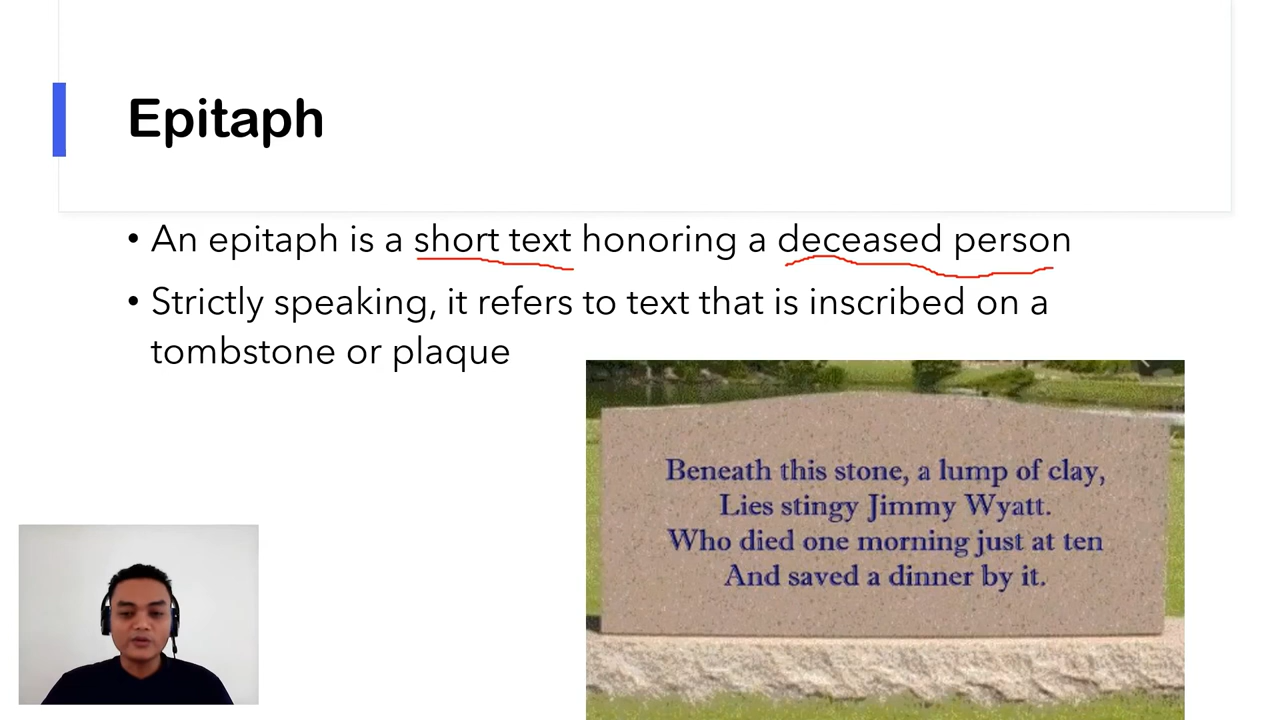 Epitaph
• An epitaph is a short text honoring a deceased person
• Strictly speaking, it refers to text that is inscribed on a
tombstone or plaque
Beneath this stone, a lump of clay,
Lies stingy Jimmy Wyatt.
Who died one morning just at ten
And saved a dinner by it.